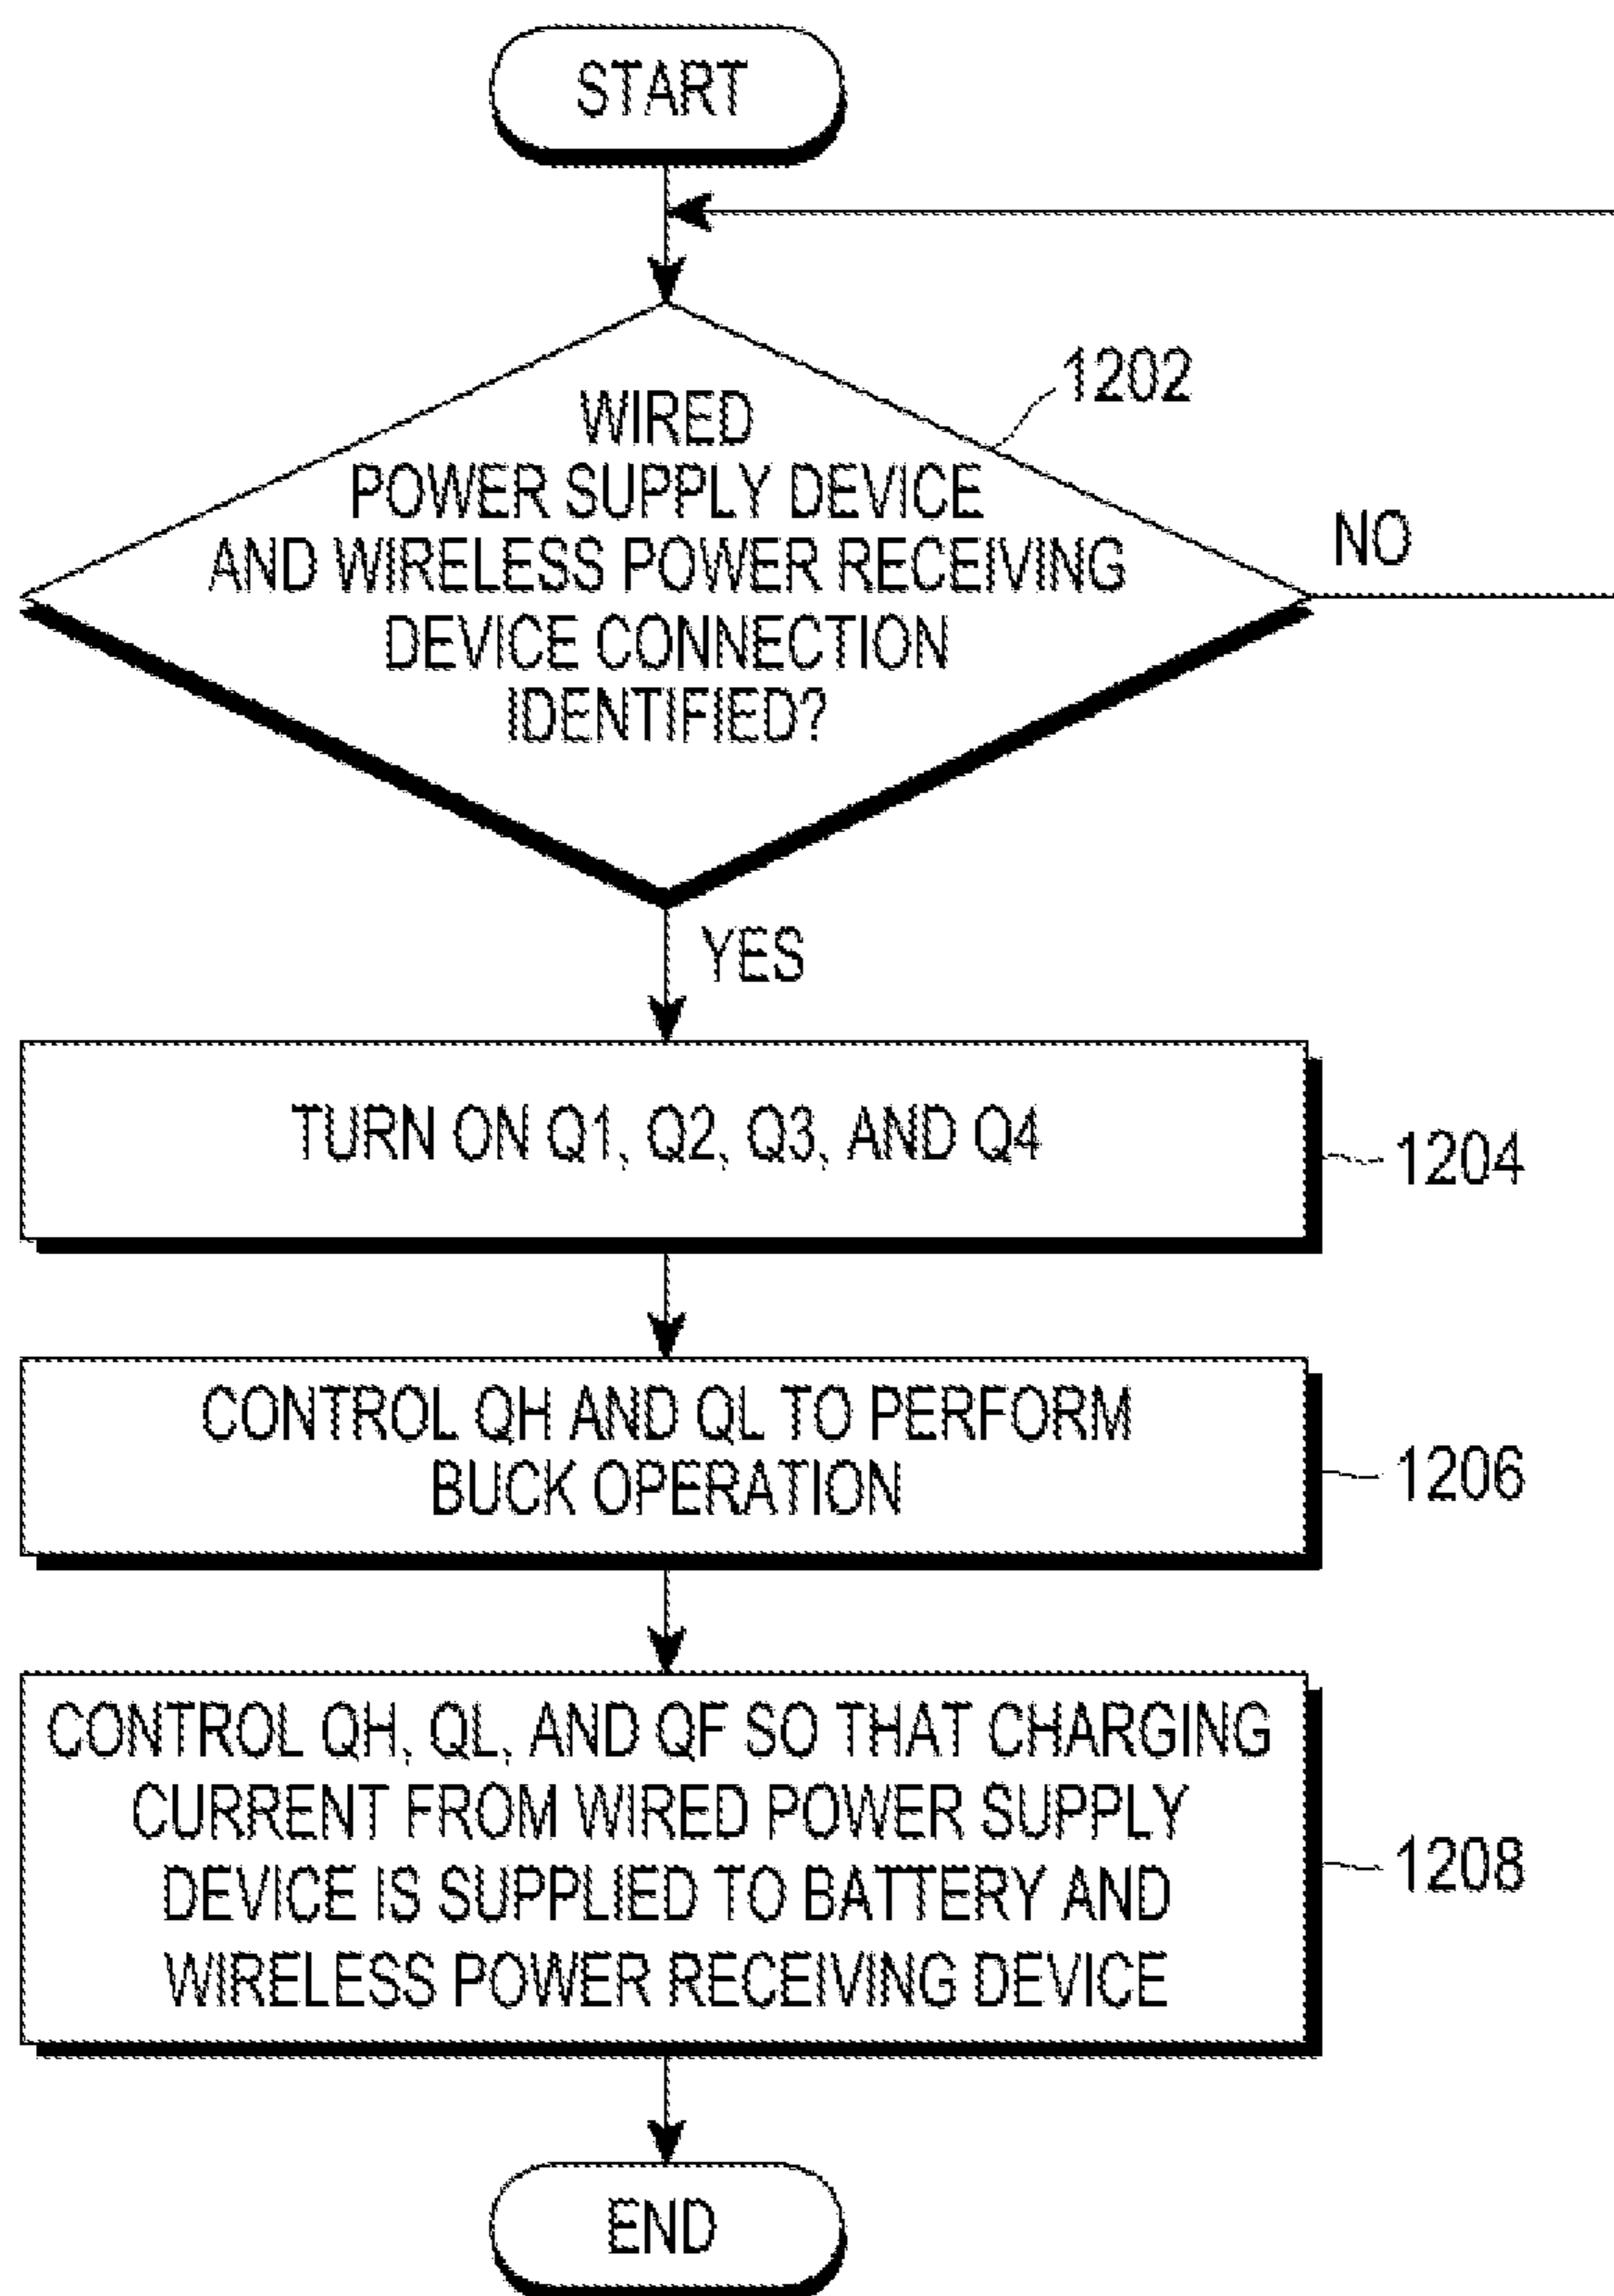 START
1202
WIRED
POWER SUPPLY DEVICE
AND WIRELESS POWER RECEIVING
DEVICE CONNECTION
IDENTIFIED?
NO
YES
TURN ON Q1, Q2, Q3, AND Q4
1204
CONTROL QH AND QL TO PERFORM
BUCK OPERATION
1206
CONTROL QH, QL, AND QF SO THAT CHARGING
CURRENT FROM WIRED POWER SUPPLY
DEVICE IS SUPPLIED TO BATTERY AND
WIRELESS POWER RECEIVING DEVICE
1208
END